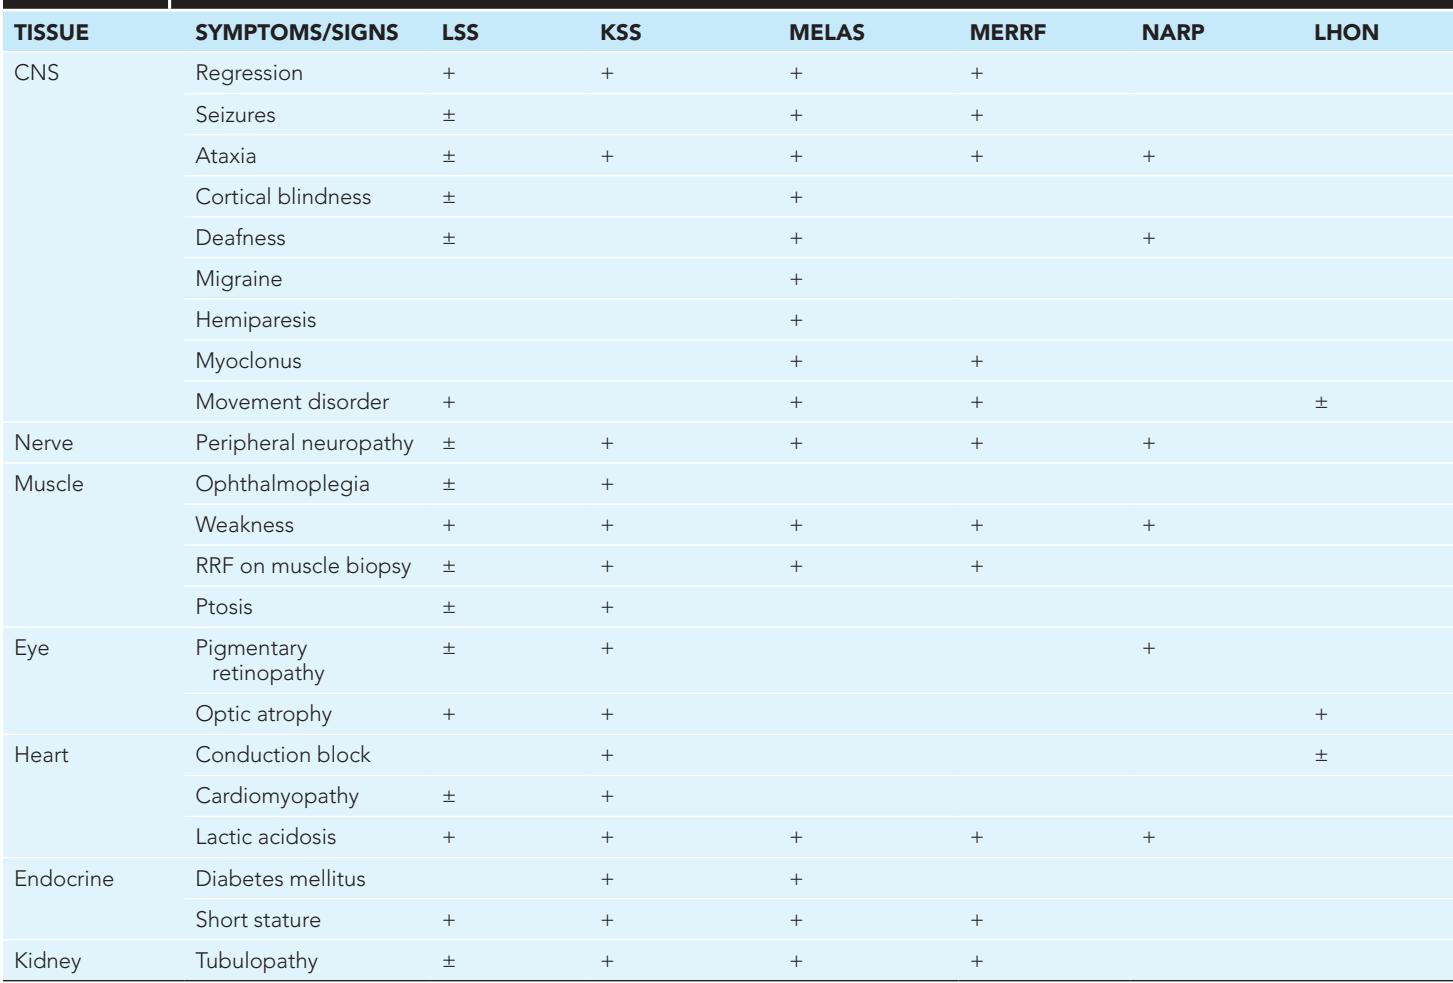 TISSUE SYMPTOMS/SIGNS LSS KSS MELAS MERRF NARP LHON
CNS Regression + + + +
Seizures ± + +
Ataxia ± + + + +
Cortical blindness ± +
Deafness ± + +
Migraine +
Hemiparesis +
Myoclonus + +
Movement disorder + + + ±
Nerve Peripheral neuropathy ± + + + +
Muscle Ophthalmoplegia ± +
Weakness + + + + +
RRF on muscle biopsy ± + + +
Ptosis ± +
Eye Pigmentary ± + +
retinopathy
Optic atrophy + + +
Heart Conduction block + ±
Cardiomyopathy ± +
Lactic acidosis + + + + +
Endocrine Diabetes mellitus + +
Short stature + + + +
Kidney Tubulopathy ± + + +